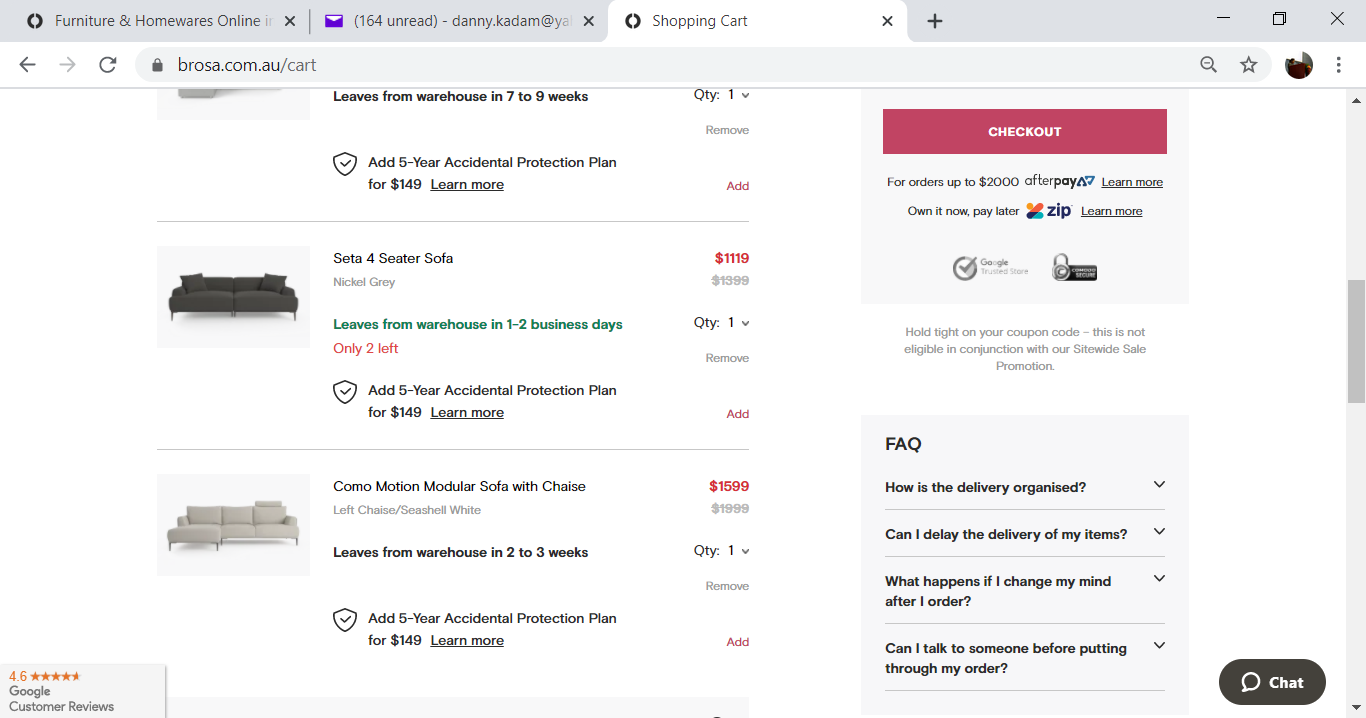 Furniture & Homewares Online in
(164 unread) - danny.kadam@ya
Shopping Cart
brosa.com.au/cart
Leaves from warehouse in 7 to 9 weeks
Qty: 1
Remove
Add 5-Year Accidental Protection Plan
for $149 Learn more
Add
Seta 4 Seater Sofa
$1119
Nickel Grey
$1399
Leaves from warehouse in 1-2 business days
Qty: 1
Only 2 left
Remove
Add 5-Year Accidental Protection Plan
for $149 Learn more
Add
Como Motion Modular Sofa with Chaise
$1599
Left Chaise/Seashell White
$1999
Leaves from warehouse in 2 to 3 weeks
Qty: 1
Remove
Add 5-Year Accidental Protection Plan
for $149 Learn more
Add
4.6
Google
Customer Reviews
CHECKOUT
For orders up to $2000 afterpay Learn more
Own it now, pay later zip Learn more
Google
Trusted Store
COMODO
SECURE
Hold tight on your coupon code – this is not
eligible in conjunction with our Sitewide Sale
Promotion.
FAQ
How is the delivery organised?
Can I delay the delivery of my items?
What happens if I change my mind
after I order?
Can I talk to someone before putting
through my order?
Chat